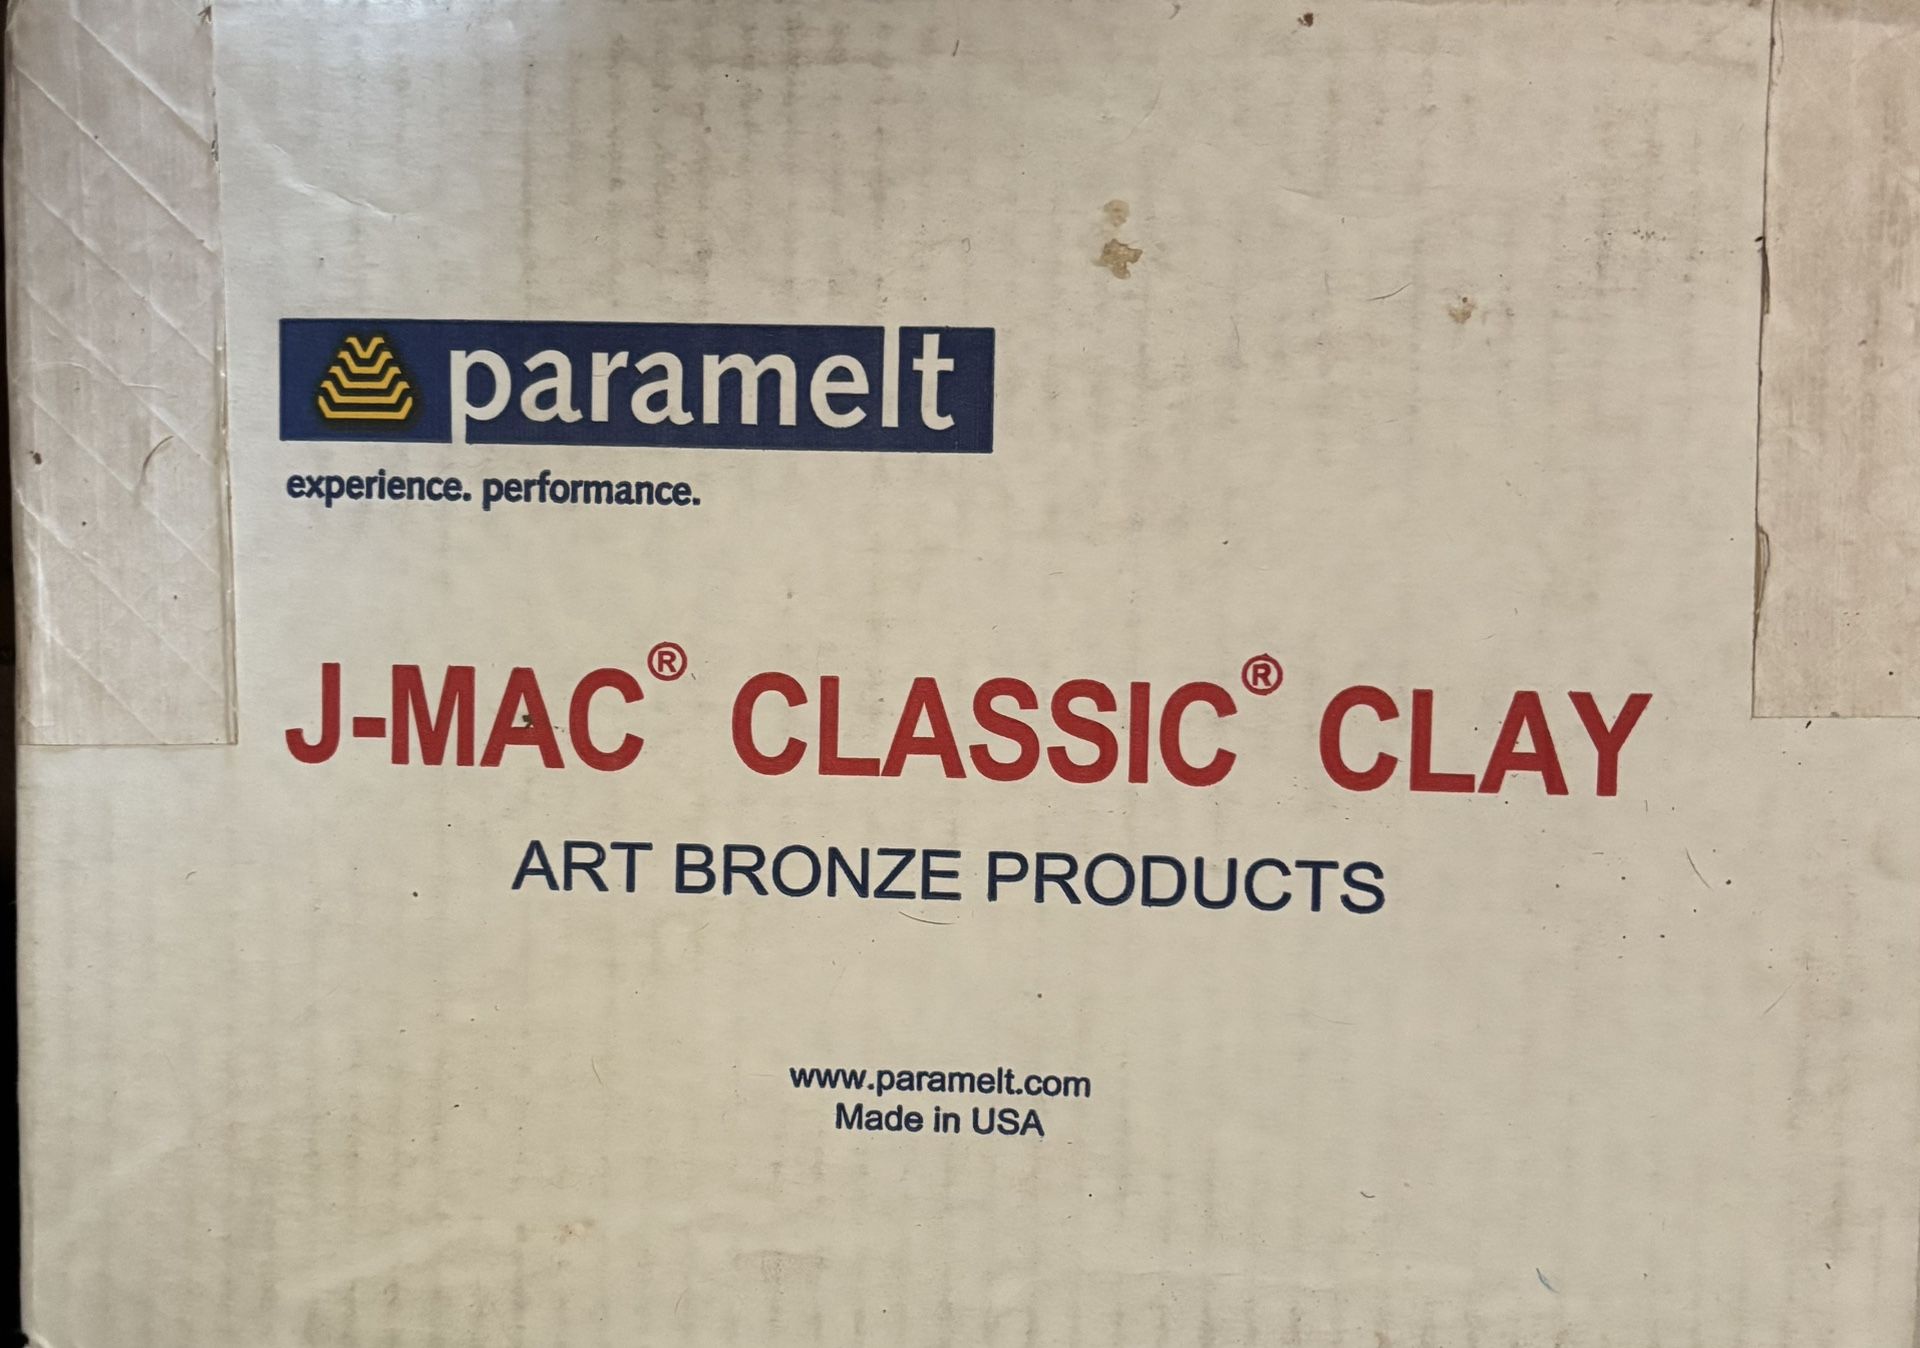 paramelt
experience. performance.
J-MAC® CLASSIC® CLAY
ART BRONZE PRODUCTS
www.paramelt.com
Made in USA